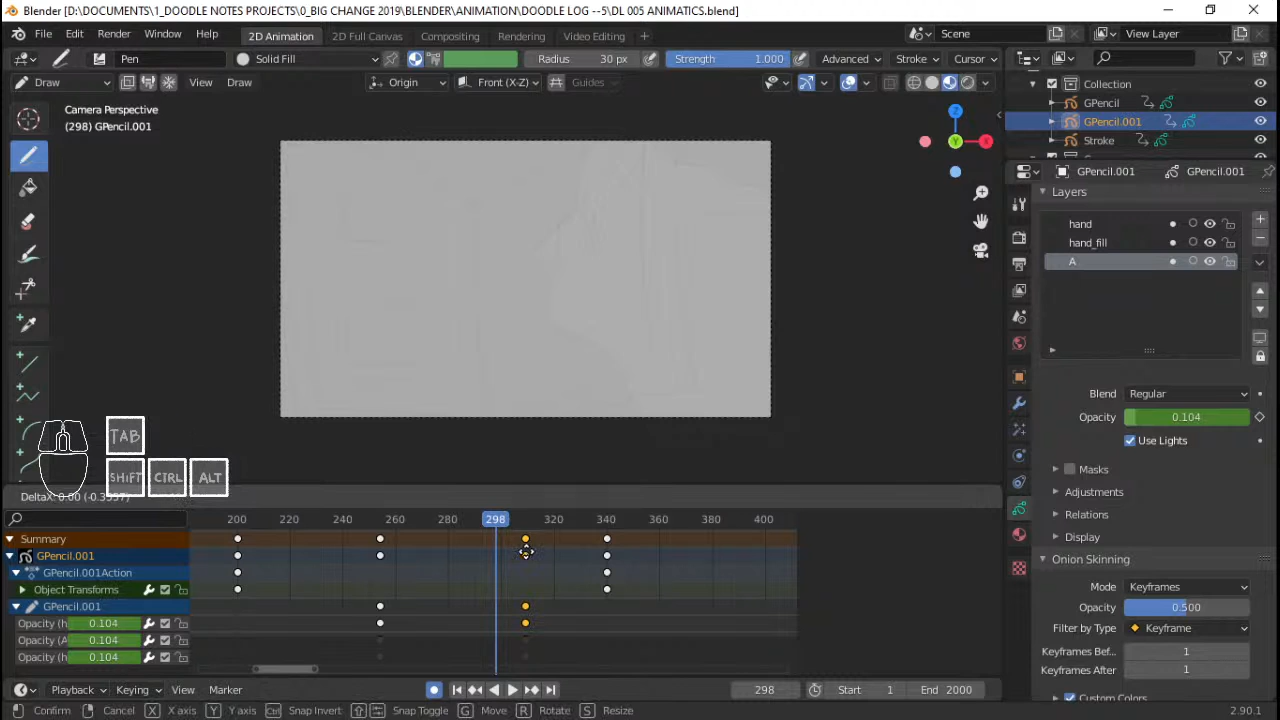 Blender [D:\DOCUMENTS\1_DOODLE NOTES PROJECTS\0_BIG CHANGE 2019\BLENDER\ANIMATION\DOODLE LOG --5\DL 005 ANIMATICS.blend]
File Edit Render Window Help 2D Animation 2D Full Canvas Compositing Rendering Video Editing + Scene View Layer
Pen Solid Fill Radius 30 px Strength 1.000 Advanced Stroke Cursor
Draw View Draw Origin Front (X-Z) Guides
Collection
GPencil
GPencil.001
Stroke
Camera Perspective
(298) GPencil.001
Z
Y
X
GPencil.001 GPencil.001
Layers
hand
hand_fill
A
Blend Regular
Opacity 0.104
Use Lights
Masks
Adjustments
Relations
Display
Onion Skinning
Mode Keyframes
Opacity 0.500
Filter by Type Keyframe
Keyframes Bef... 1
Keyframes After 1
Custom Colors
TAB
SHiFT CTRL ALT
DeltaX: 0.00 (-0.3557)
200 220 240 260 280 298 320 340 360 380 400
Summary
GPencil.001
GPencil.001Action
Object Transforms
GPencil.001
Opacity (h 0.104
Opacity (A 0.104
Opacity (h 0.104
Playback Keying View Marker 298 Start 1 End 2000
Confirm Cancel X X axis Y Y axis Ctrl Snap Invert Snap Toggle G Move R Rotate S Resize 2.90.1